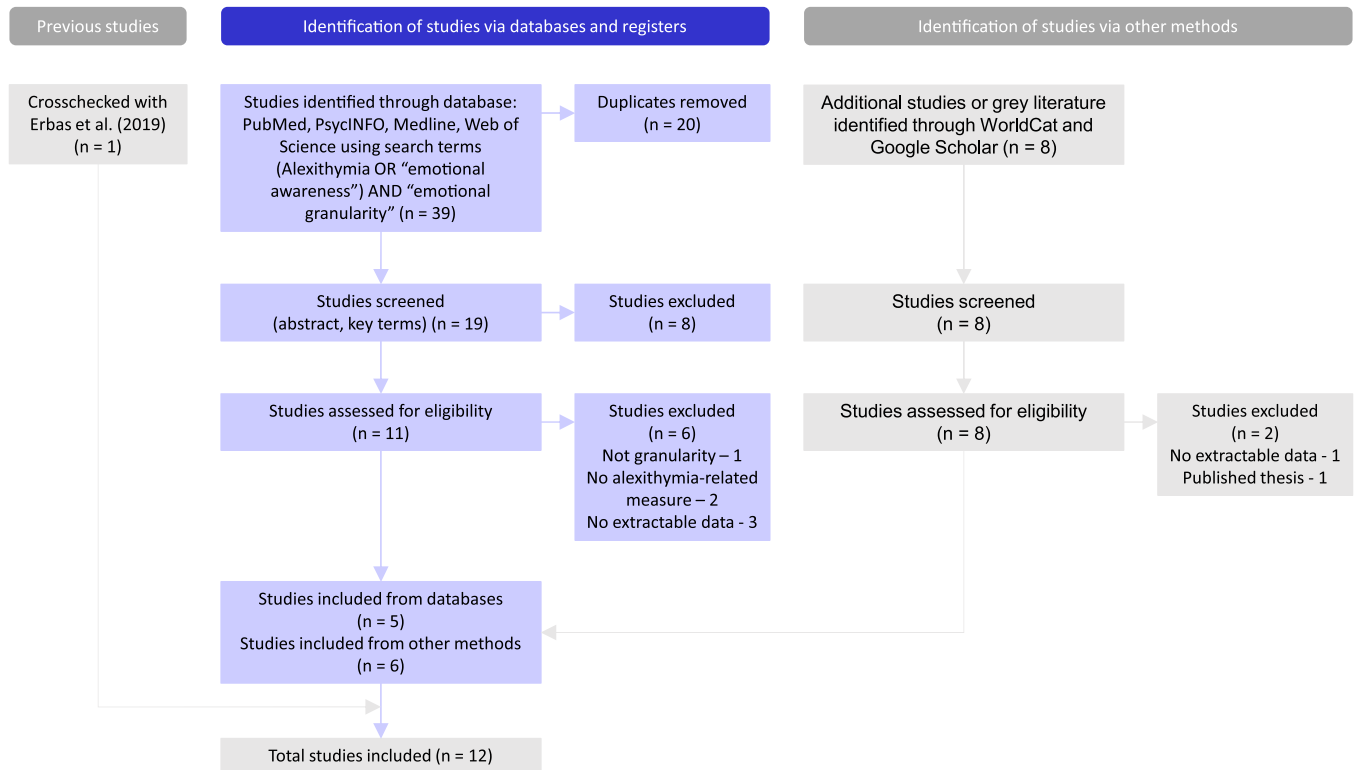 Previous studies
Identification of studies via databases and registers
Identification of studies via other methods
Crosschecked with
Erbas et al. (2019)
(n = 1)
Studies identified through database:
PubMed, PsycINFO, Medline, Web of
Science using search terms
(Alexithymia OR “emotional
awareness”) AND “emotional
granularity” (n = 39)
Duplicates removed
(n = 20)
Additional studies or grey literature
identified through WorldCat and
Google Scholar (n = 8)
Studies screened
(abstract, key terms) (n = 19)
Studies excluded
(n = 8)
Studies screened
(n = 8)
Studies assessed for eligibility
(n = 11)
Studies excluded
(n = 6)
Not granularity – 1
No alexithymia-related
measure – 2
No extractable data - 3
Studies assessed for eligibility
(n = 8)
Studies excluded
(n = 2)
No extractable data - 1
Published thesis - 1
Studies included from databases
(n = 5)
Studies included from other methods
(n = 6)
Total studies included (n = 12)